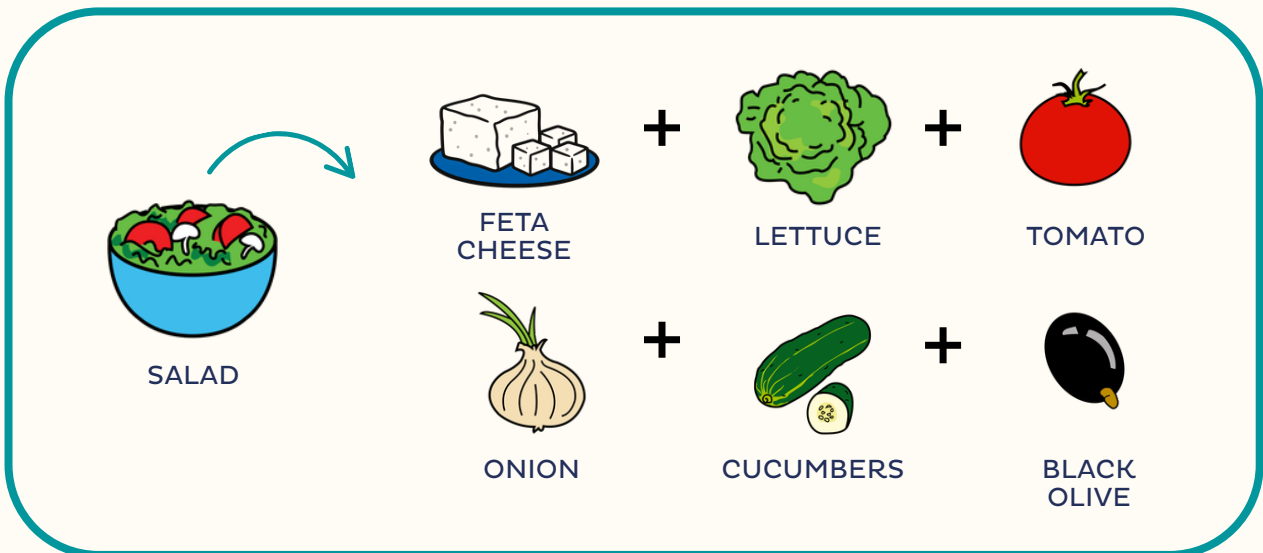 FETA
CHEESE
+
LETTUCE
+
TOMATO
SALAD
ONION
+
CUCUMBERS
+
BLACK
OLIVE